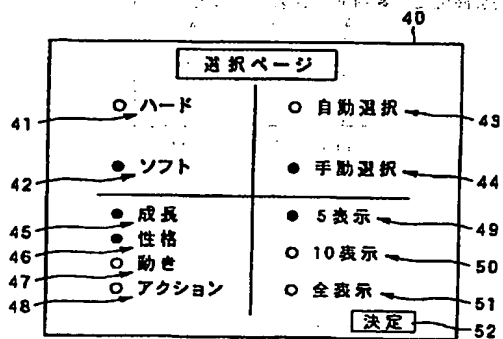 40
選択ページ
41 ○ ハード
○ 自動選択 43
42 ● ソフト
● 手動選択 44
45 ● 成長
46 ● 性格
47 ○ 動き
48 ○ アクション
● 5表示 49
○ 10表示 50
○ 全表示 51
決定 52